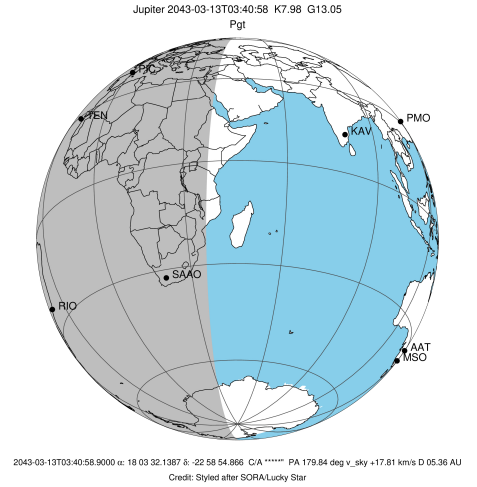 Jupiter 2043-03-13T03:40:58  K7.98  G13.05
Pgt
PIC
TEN
PMO
KAV
SAAO
RIO
AAT
MSO
2043-03-13T03:40:58.9000 α: 18 03 32.1387 δ: -22 58 54.866  C/A *****"  PA 179.84 deg v_sky +17.81 km/s D 05.36 AU
Credit: Styled after SORA/Lucky Star